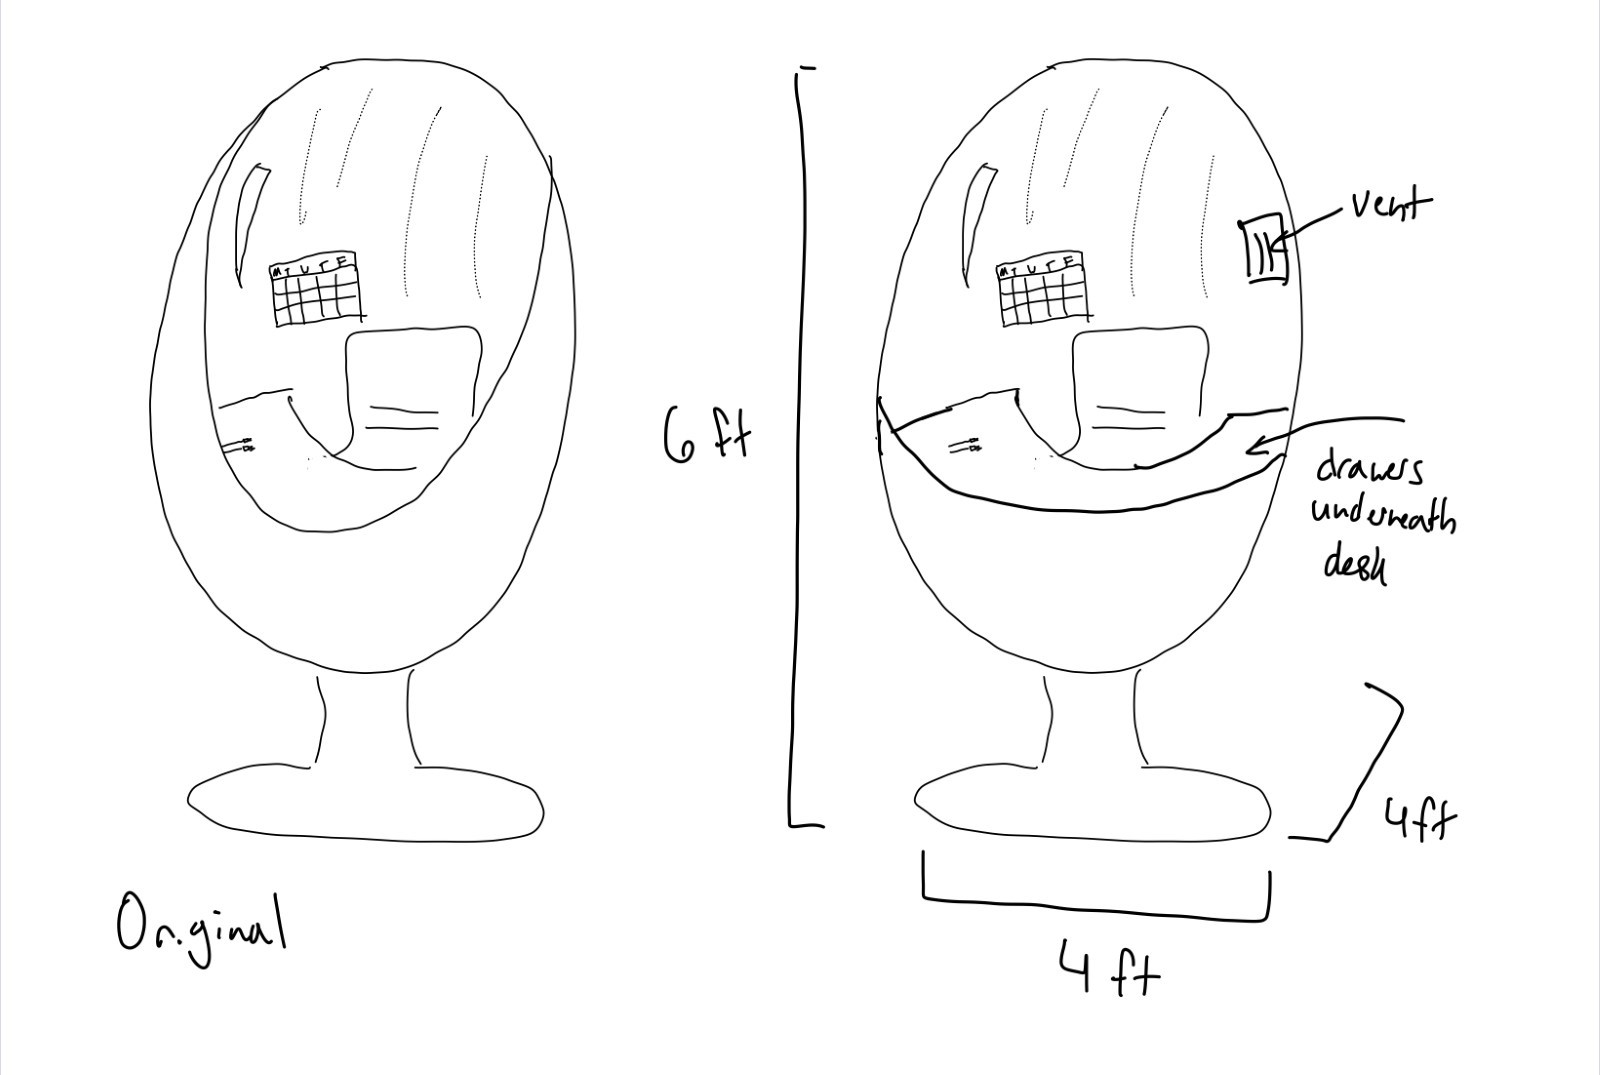 M T U T F
M T U T F
vent
6 ft
drawers
underneath
desk
4ft
Original
4 ft